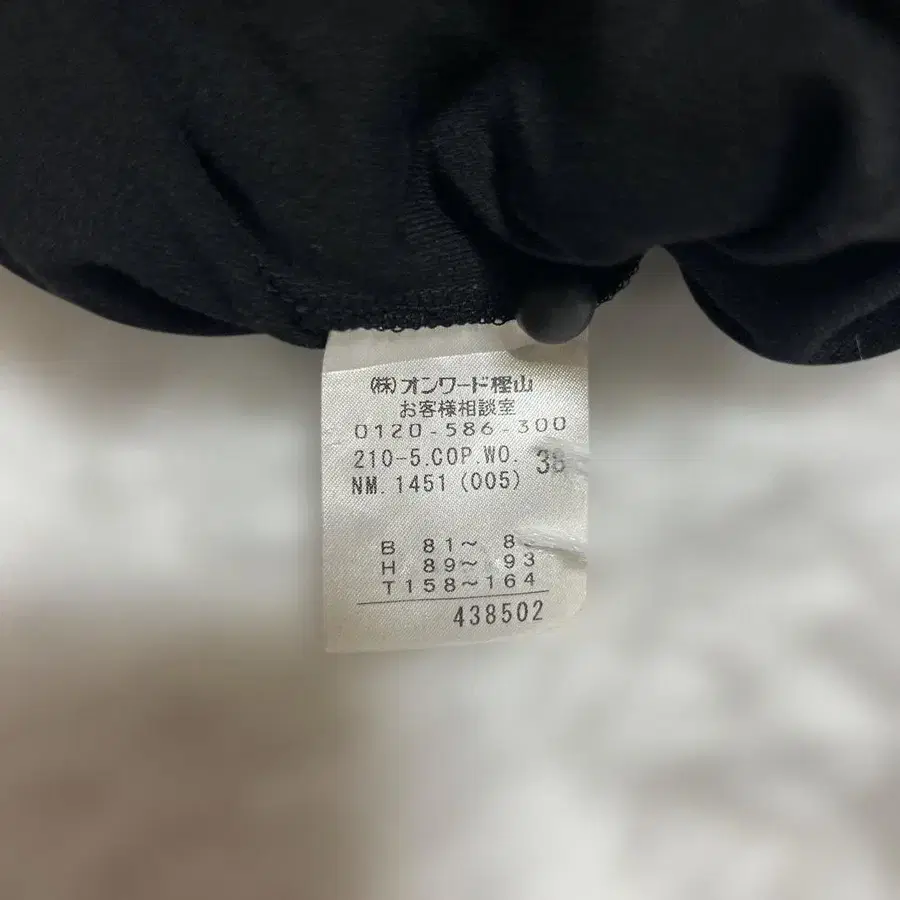 (株)オンワード樫山
お客様相談室
0120-586-300
210-5.COP.WO. 38
NM. 1451 (005)
B 81～
H 89～ 93
T158～164
438502